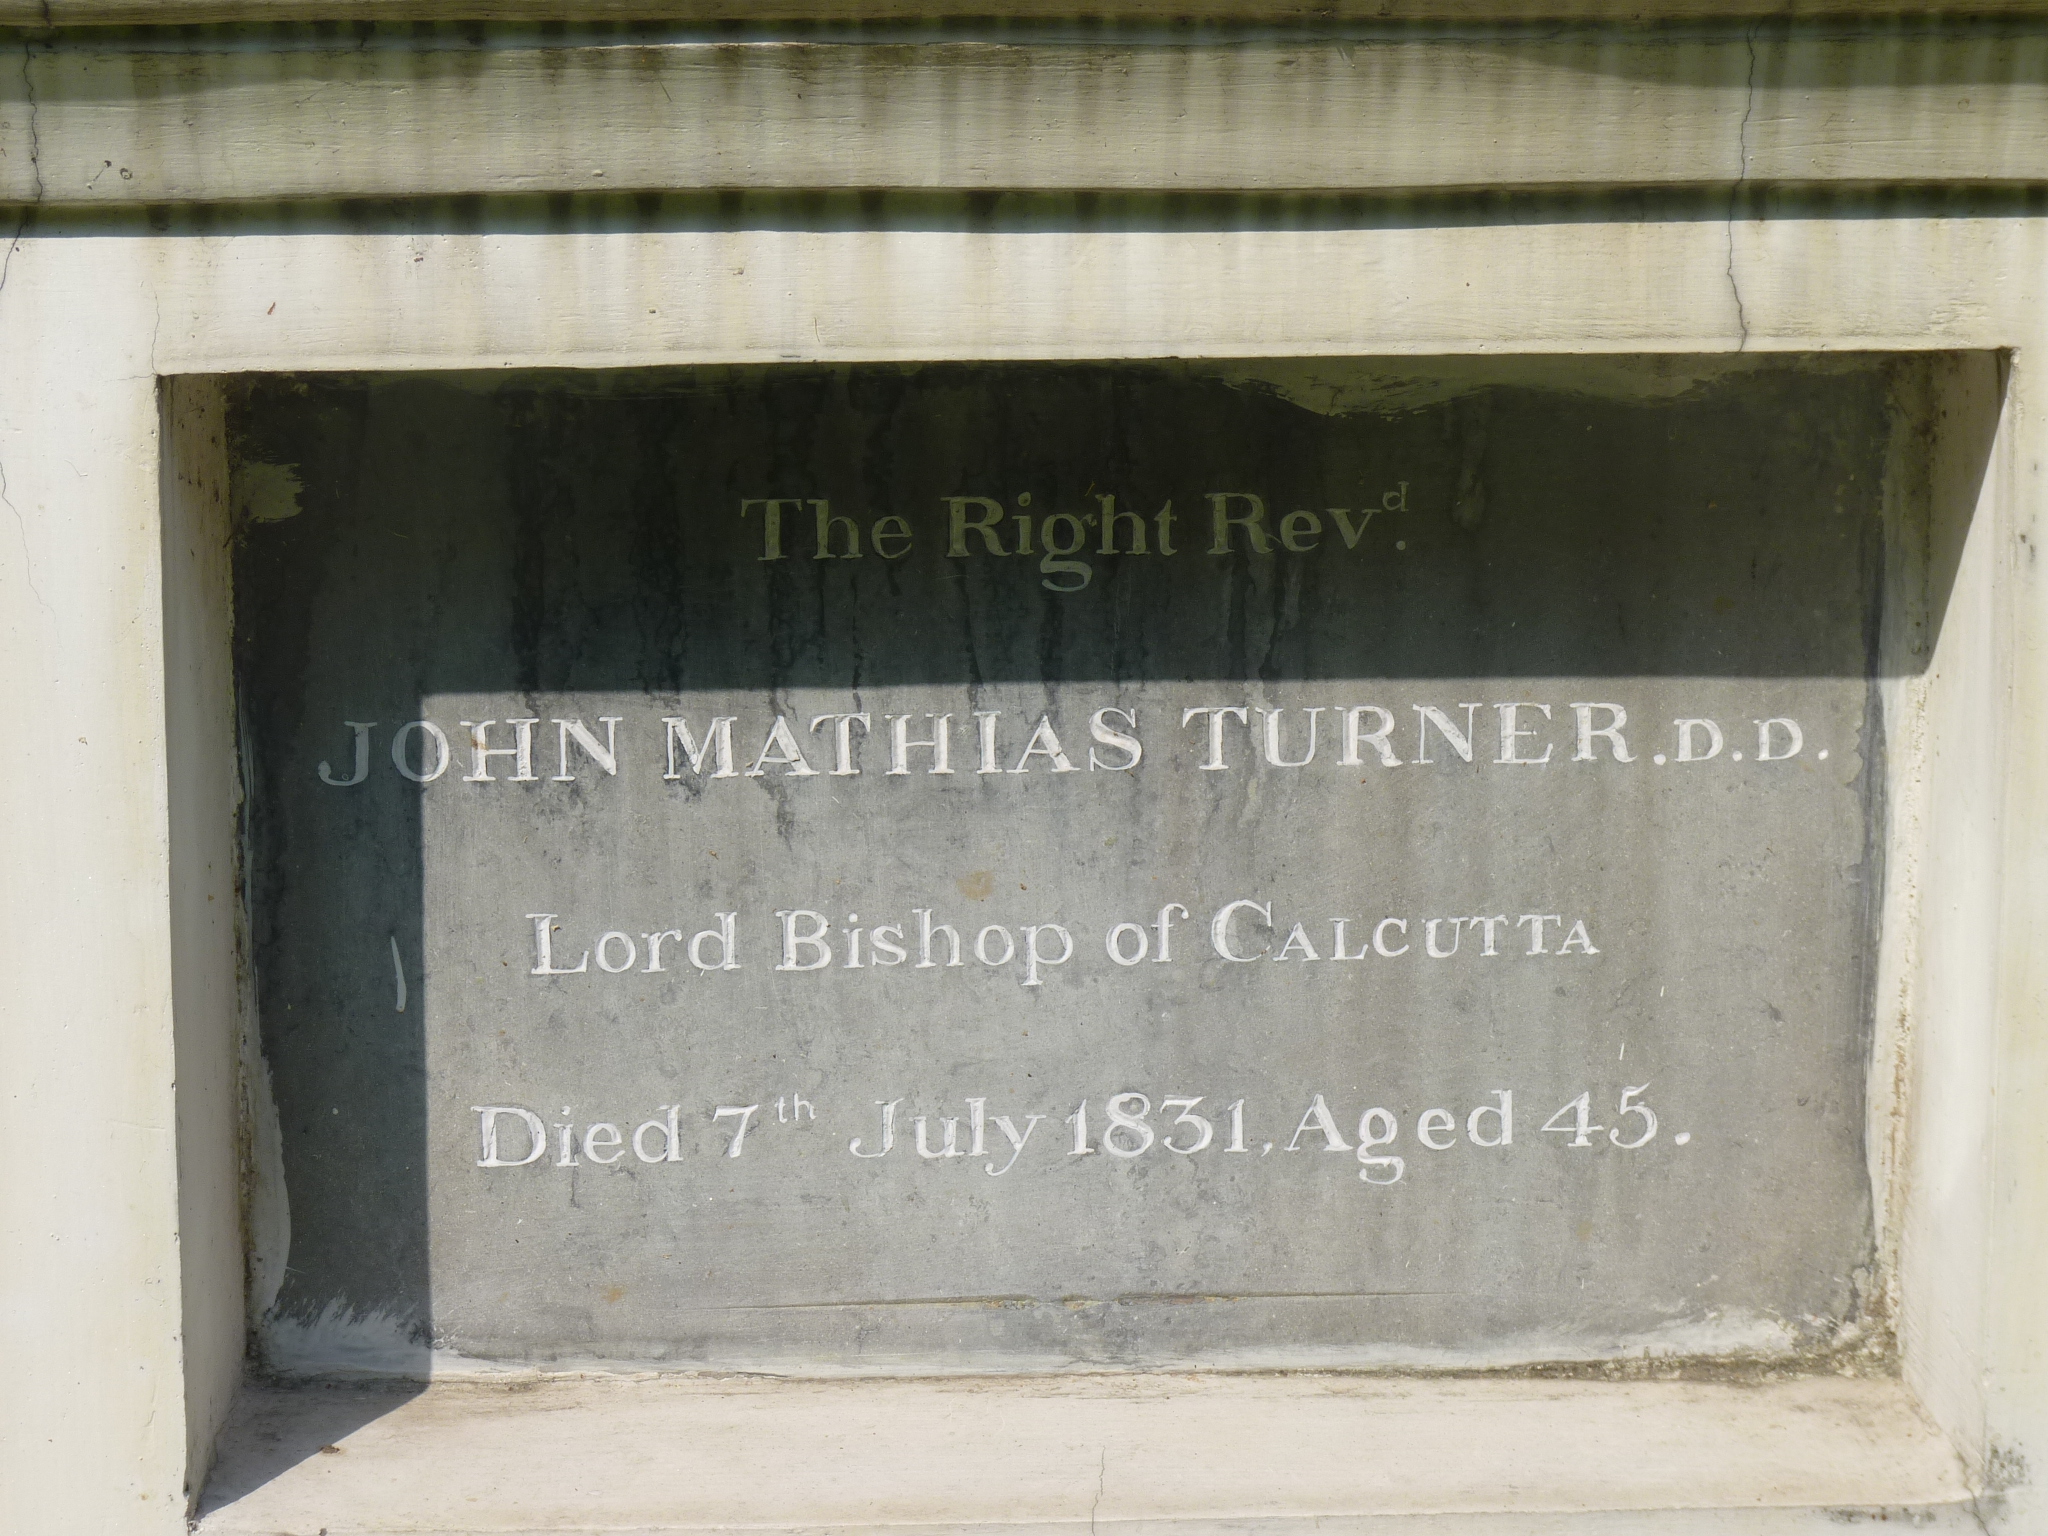 The Right Revd.
JOHN MATHIAS TURNER.D.D.
Lord Bishop of CALCUTTA
Died 7th July 1831, Aged 45.